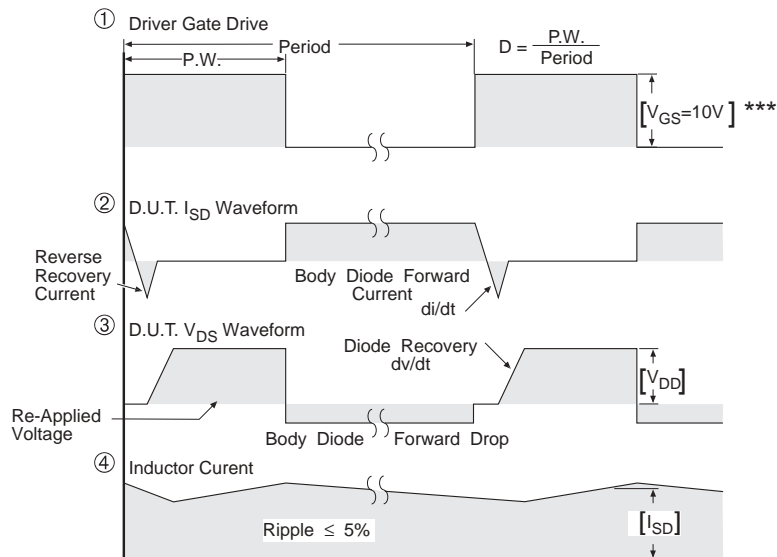 ① Driver Gate Drive
P.W.
Period
D = P.W. / Period
[VGS=10V] ***
② D.U.T. ISD Waveform
Reverse
Recovery
Current
Body Diode Forward
Current
di/dt
③ D.U.T. VDS Waveform
Diode Recovery
dv/dt
[VDD]
Re-Applied
Voltage
Body Diode Forward Drop
④ Inductor Curent
Ripple ≤ 5%
[ISD]